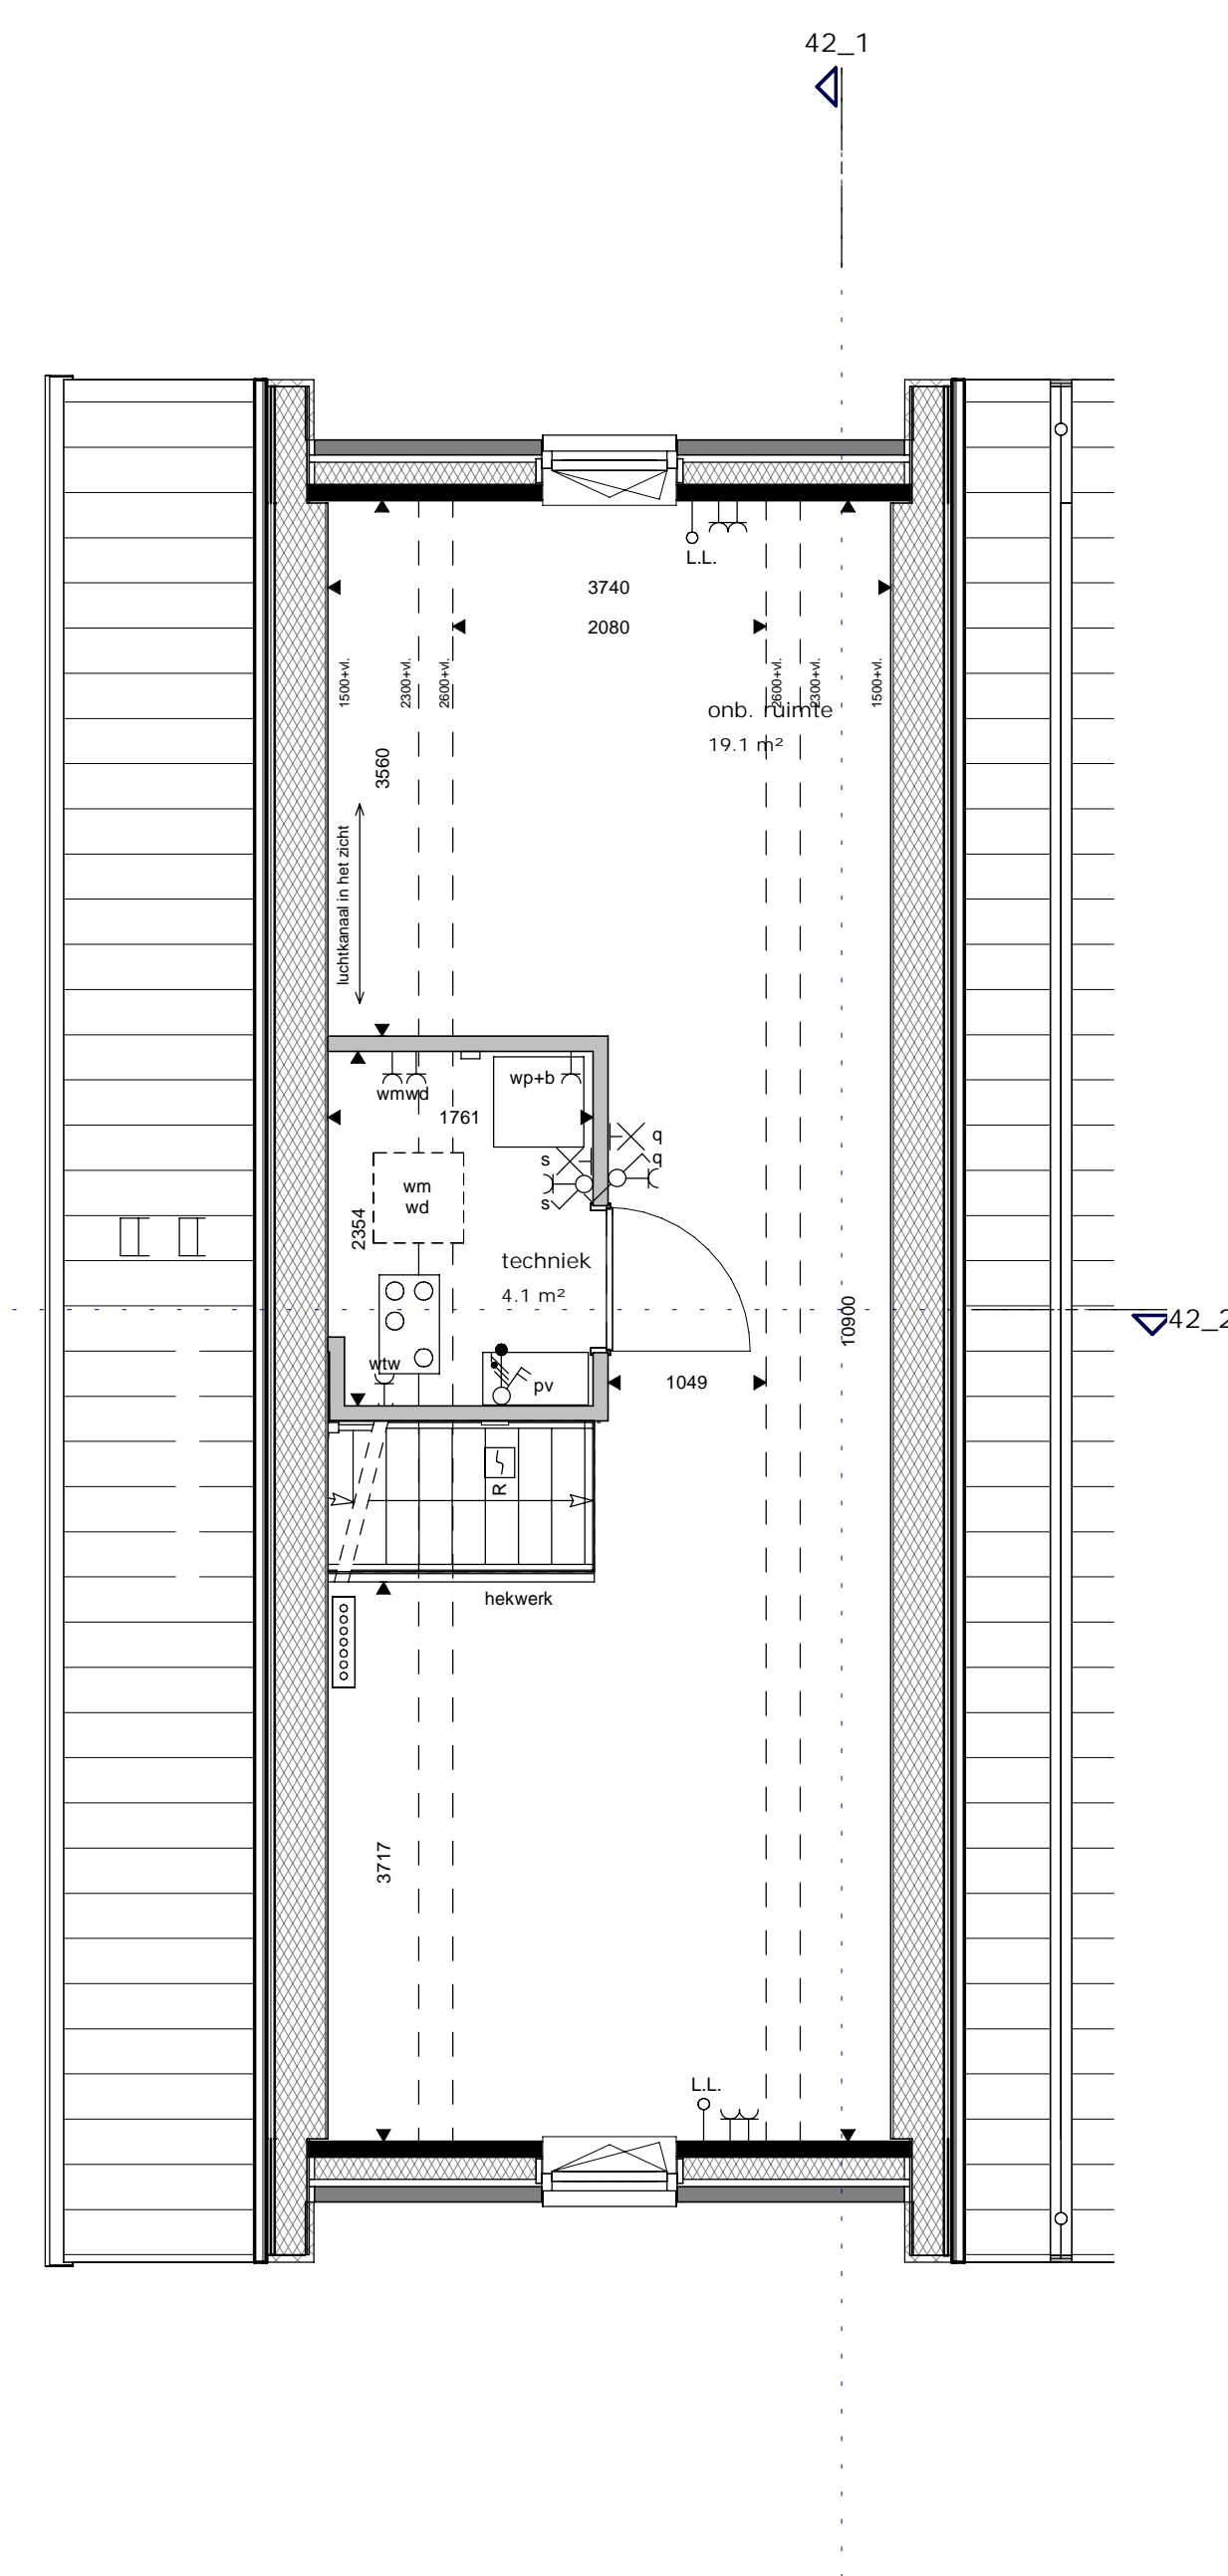 42_1
L.L.
3740
2080
1500+vl.
2300+vl.
2600+vl.
2600+vl.
2300+vl.
1500+vl.
onb. ruimte
19.1 m²
3560
luchtkanaal in het zicht
wp+b
wmwd
1761
q
q
s
s
wm
wd
2354
techniek
4.1 m²
10900
42_2
wtw
pv
1049
R
hekwerk
3717
L.L.